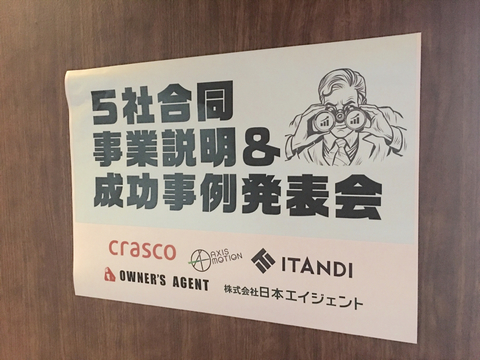 5社合同
事業説明&
成功事例発表会
crasco
AXIS
MOTION
ITANDI
OWNER'S AGENT
株式会社日本エイジェント